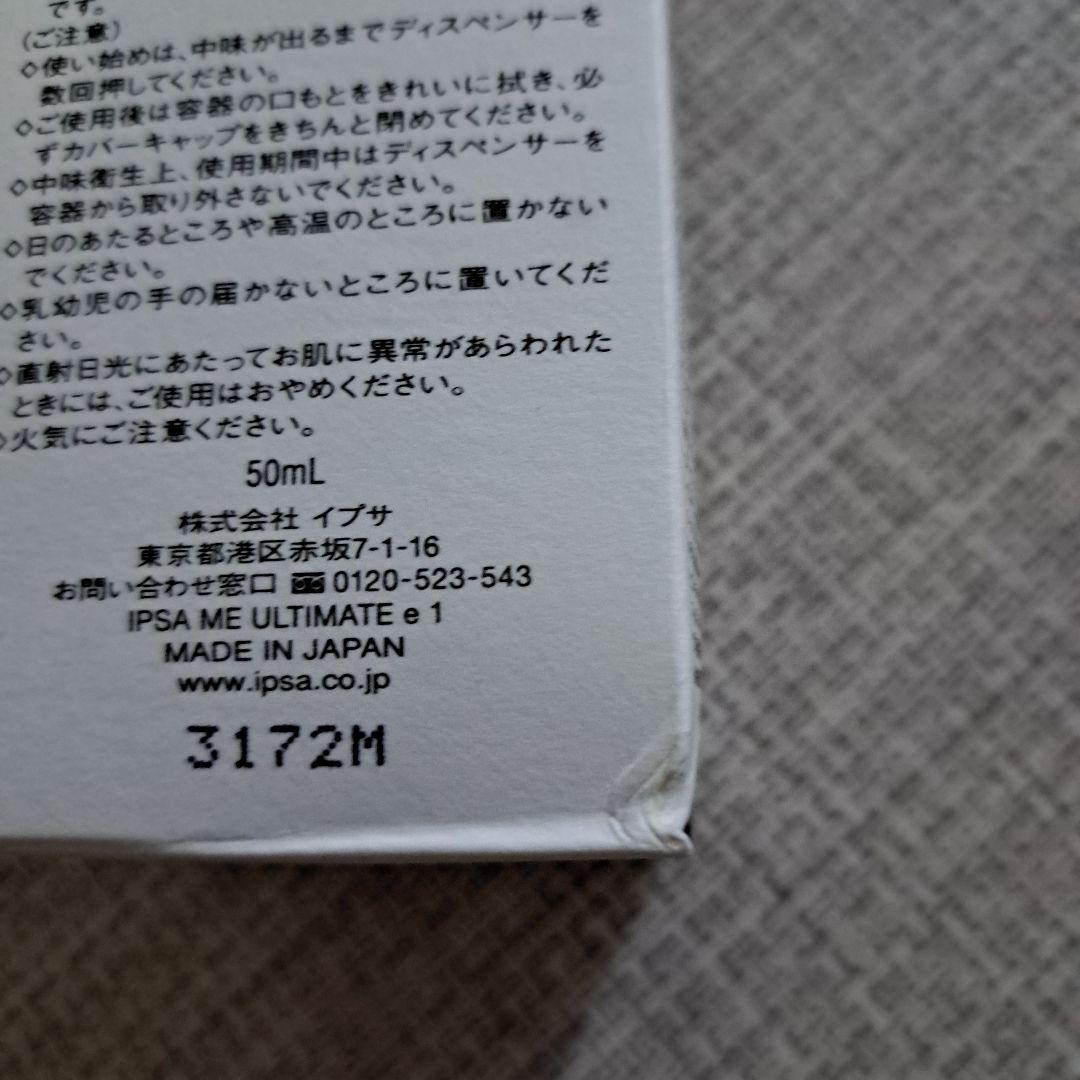 です。
(ご注意)
◇使い始めは、中味が出るまでディスペンサーを
数回押してください。
◇ご使用後は容器の口もとをきれいに拭き、必
ずカバーキャップをきちんと閉めてください。
◇中味衛生上、使用期間中はディスペンサーを
容器から取り外さないでください。
◇日のあたるところや高温のところに置かない
でください。
◇乳幼児の手の届かないところに置いてくだ
さい。
◇直射日光にあたってお肌に異常があらわれた
ときには、ご使用はおやめください。
◇火気にご注意ください。
50mL
株式会社 イプサ
東京都港区赤坂7-1-16
お問い合わせ窓口 0120-523-543
IPSA ME ULTIMATE e 1
MADE IN JAPAN
www.ipsa.co.jp
3172M